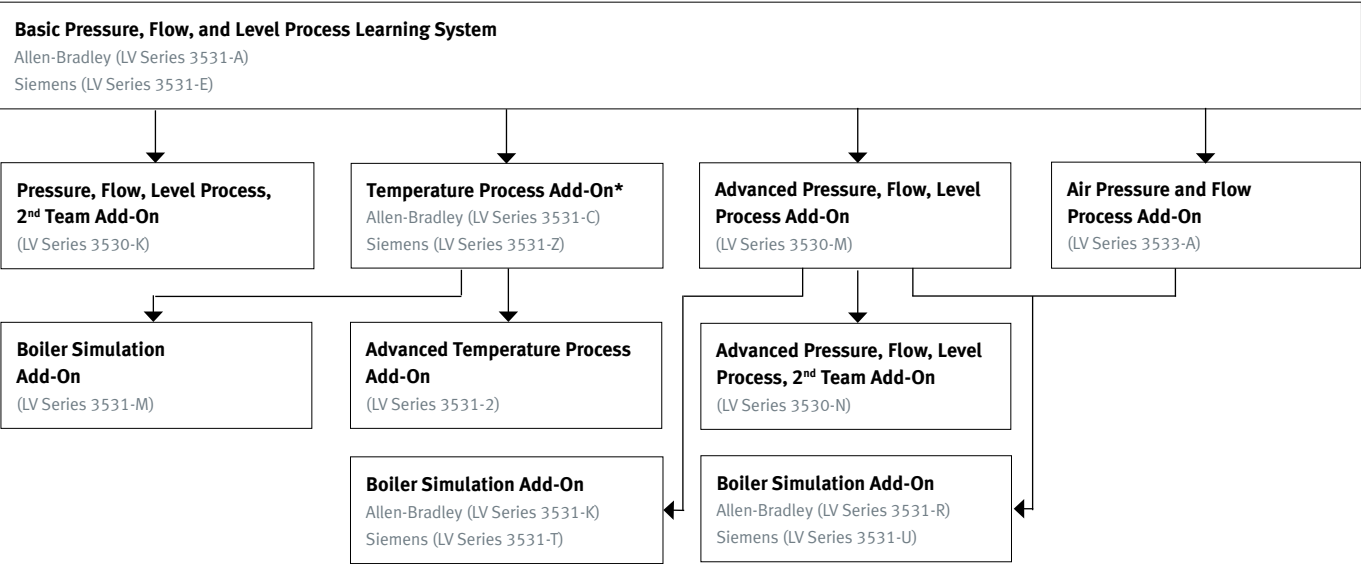 Basic Pressure, Flow, and Level Process Learning System
Allen-Bradley (LV Series 3531-A)
Siemens (LV Series 3531-E)
Pressure, Flow, Level Process,
2nd Team Add-On
(LV Series 3530-K)
Temperature Process Add-On*
Allen-Bradley (LV Series 3531-C)
Siemens (LV Series 3531-Z)
Advanced Pressure, Flow, Level
Process Add-On
(LV Series 3530-M)
Air Pressure and Flow
Process Add-On
(LV Series 3533-A)
Boiler Simulation
Add-On
(LV Series 3531-M)
Advanced Temperature Process
Add-On
(LV Series 3531-2)
Advanced Pressure, Flow, Level
Process, 2nd Team Add-On
(LV Series 3530-N)
Boiler Simulation Add-On
Allen-Bradley (LV Series 3531-K)
Siemens (LV Series 3531-T)
Boiler Simulation Add-On
Allen-Bradley (LV Series 3531-R)
Siemens (LV Series 3531-U)